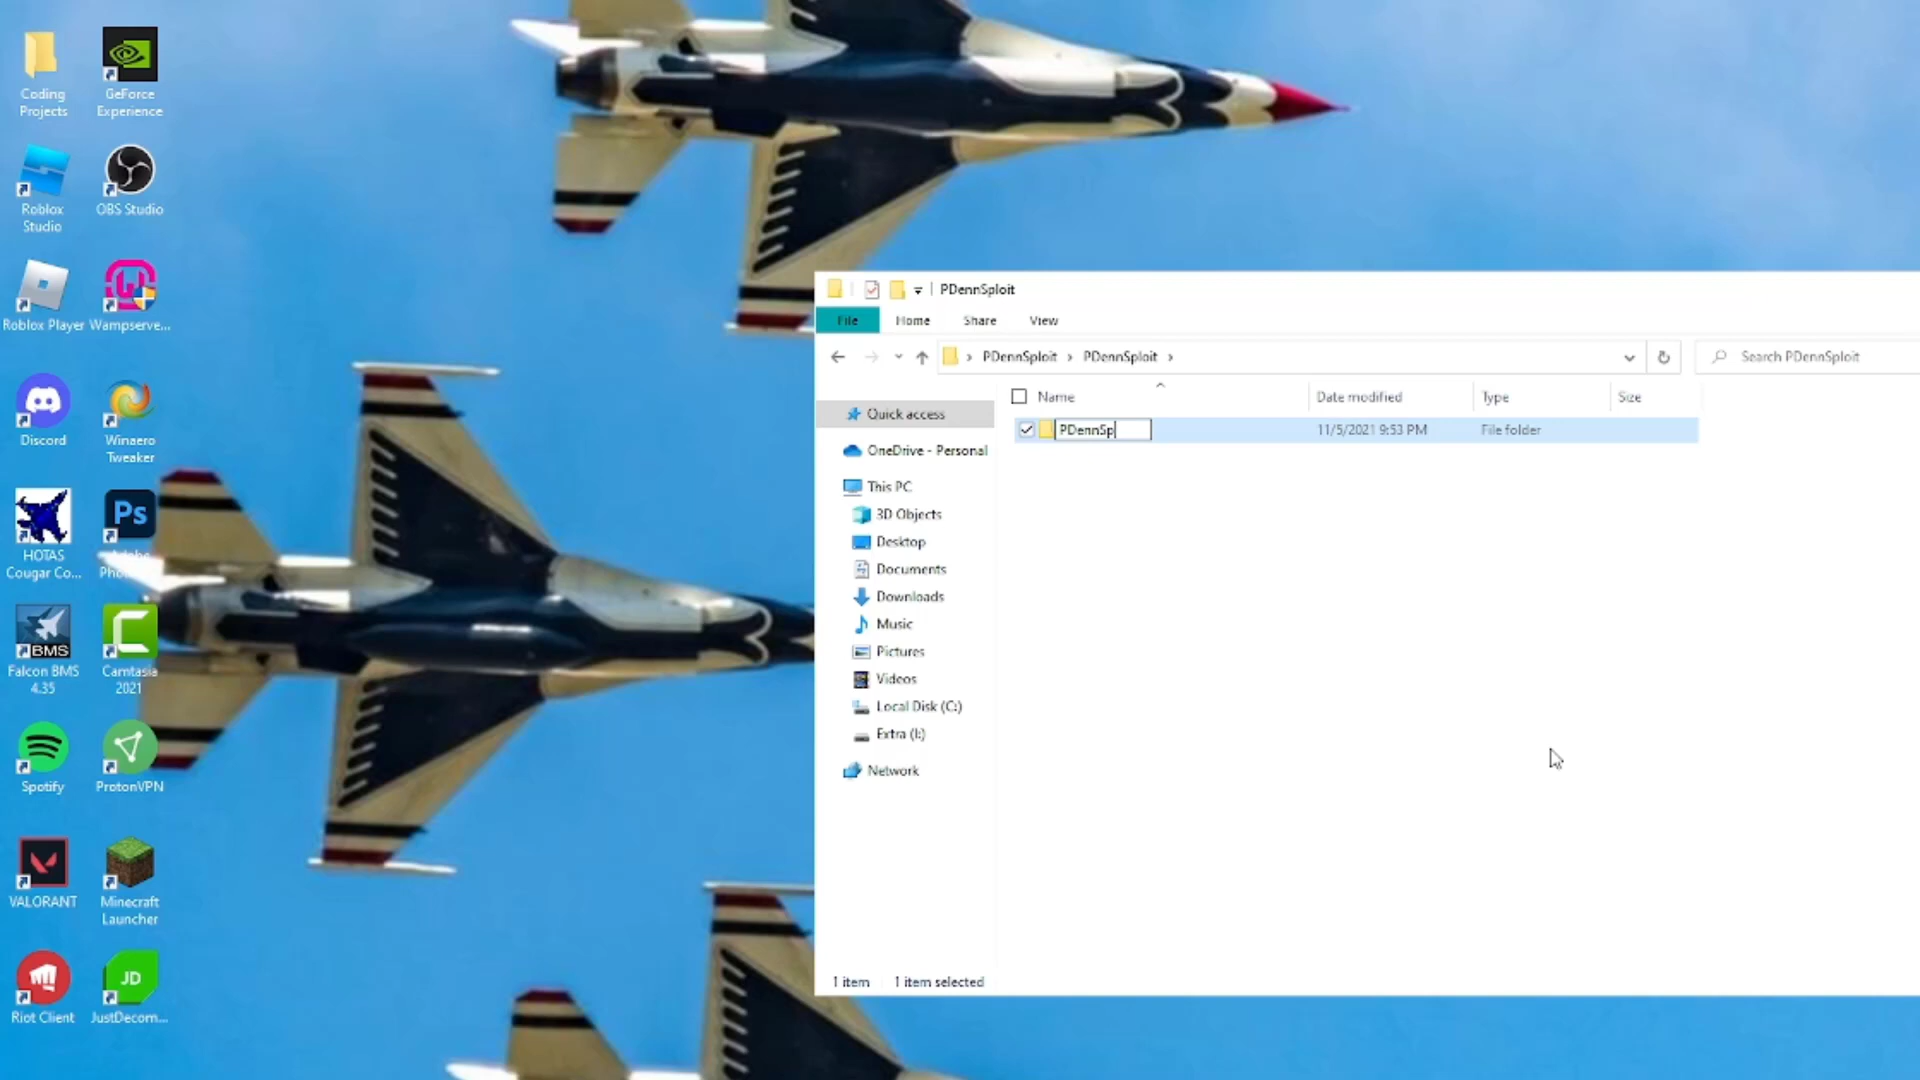 Coding
Projects
GeForce
Experience
Roblox
Studio
OBS Studio
Roblox Player
Wampserve...
Discord
Winaero
Tweaker
HOTAS
Cougar Co...
Ps
BMS
Falcon BMS
4.35
Camtasia
2021
Spotify
ProtonVPN
VALORANT
Minecraft
Launcher
Riot Client
JD
JustDecom...
PDennSploit
File
Home
Share
View
PDennSploit
PDennSploit
Search PDennSploit
Name
Date modified
Type
Size
PDennSp
11/5/2021 9:53 PM
File folder
Quick access
OneDrive - Personal
This PC
3D Objects
Desktop
Documents
Downloads
Music
Pictures
Videos
Local Disk (C:)
Extra (I:)
Network
1 item
1 item selected